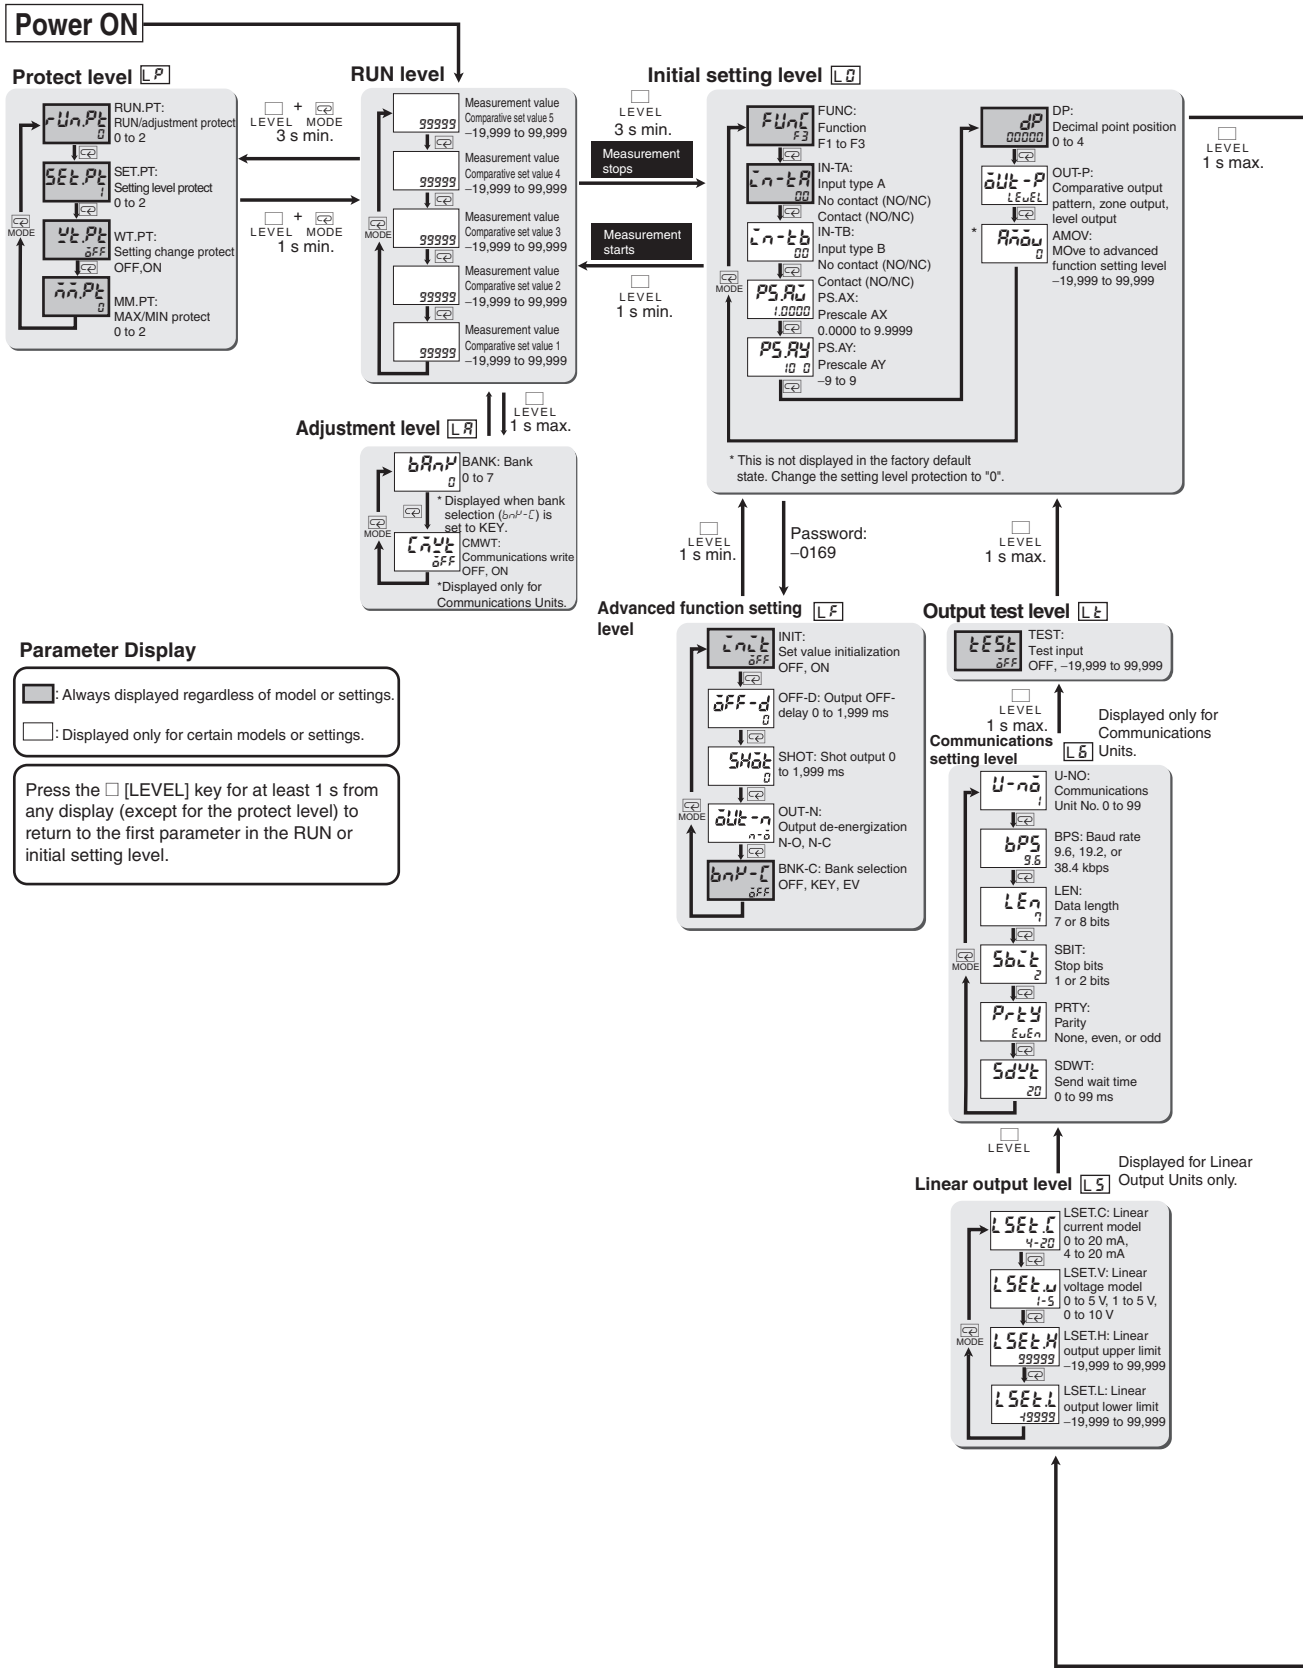 Power ON
Protect level LP
RUN.PT:
RUN/adjustment protect
0 to 2
SET.PT:
Setting level protect
0 to 2
WT.PT:
Setting change protect
OFF,ON
MM.PT:
MAX/MIN protect
0 to 2
MODE
LEVEL + MODE
3 s min.
LEVEL + MODE
1 s min.
RUN level
99999
Measurement value
Comparative set value 5
–19,999 to 99,999
99999
Measurement value
Comparative set value 4
–19,999 to 99,999
99999
Measurement value
Comparative set value 3
–19,999 to 99,999
99999
Measurement value
Comparative set value 2
–19,999 to 99,999
99999
Measurement value
Comparative set value 1
–19,999 to 99,999
MODE
LEVEL
3 s min.
Measurement
stops
Measurement
starts
LEVEL
1 s min.
Initial setting level L0
FUNC:
Function
F1 to F3
IN-TA:
Input type A
No contact (NO/NC)
Contact (NO/NC)
IN-TB:
Input type B
No contact (NO/NC)
Contact (NO/NC)
PS.AX:
Prescale AX
0.0000 to 9.9999
PS.AY:
Prescale AY
–9 to 9
MODE
DP:
Decimal point position
0 to 4
OUT-P:
Comparative output
pattern, zone output,
level output
*
AMOV:
MOve to advanced
function setting level
–19,999 to 99,999
* This is not displayed in the factory default
state. Change the setting level protection to "0".
LEVEL
1 s max.
LEVEL
1 s max.
Adjustment level LA
BANK: Bank
0 to 7
* Displayed when bank
selection (bnK-C) is
set to KEY.
CMWT:
Communications write
OFF, ON
*Displayed only for
Communications Units.
MODE
LEVEL
1 s min.
Password:
–0169
LEVEL
1 s max.
Advanced function setting LF
level
INIT:
Set value initialization
OFF, ON
OFF-D: Output OFF-
delay 0 to 1,999 ms
SHOT: Shot output 0
to 1,999 ms
OUT-N:
Output de-energization
N-O, N-C
BNK-C: Bank selection
OFF, KEY, EV
MODE
Output test level Lt
TEST:
Test input
OFF, –19,999 to 99,999
LEVEL
1 s max.
Displayed only for
Communications
Units.
Communications
setting level L6
U-NO:
Communications
Unit No. 0 to 99
BPS: Baud rate
9.6, 19.2, or
38.4 kbps
LEN:
Data length
7 or 8 bits
SBIT:
Stop bits
1 or 2 bits
PRTY:
Parity
None, even, or odd
SDWT:
Send wait time
0 to 99 ms
MODE
LEVEL
Displayed for Linear
Output Units only.
Linear output level L5
LSET.C: Linear
current model
0 to 20 mA,
4 to 20 mA
LSET.V: Linear
voltage model
0 to 5 V, 1 to 5 V,
0 to 10 V
LSET.H: Linear
output upper limit
–19,999 to 99,999
LSET.L: Linear
output lower limit
–19,999 to 99,999
MODE
Parameter Display
: Always displayed regardless of model or settings.
: Displayed only for certain models or settings.
Press the □ [LEVEL] key for at least 1 s from
any display (except for the protect level) to
return to the first parameter in the RUN or
initial setting level.